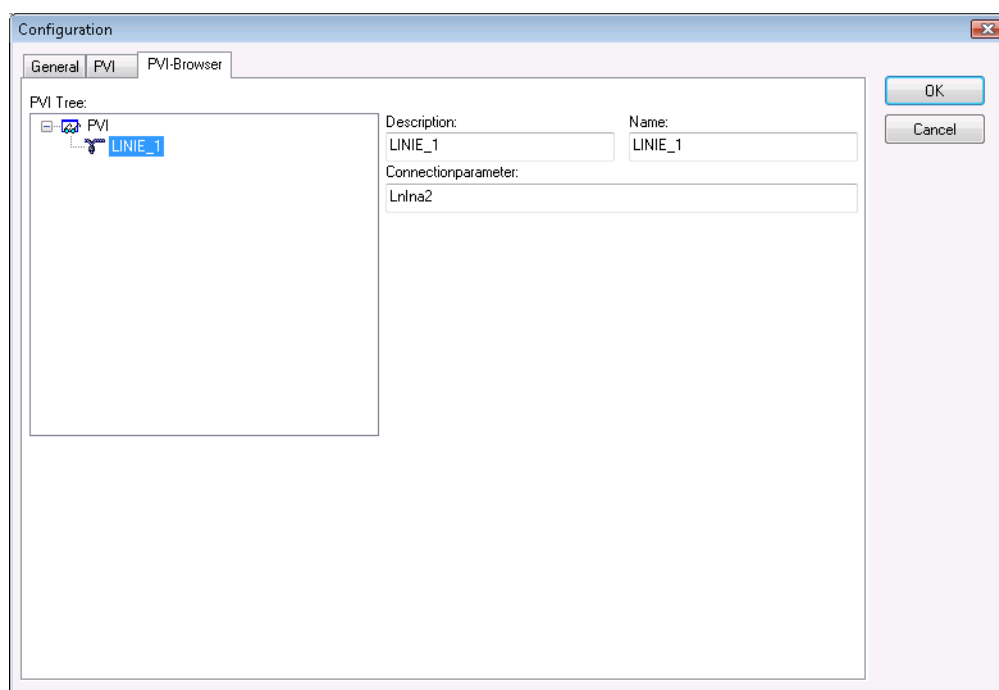 Configuration
General PVI PVI-Browser
OK
Cancel
PVI Tree:
PVI
LINIE_1
Description: Name:
LINIE_1 LINIE_1
Connectionparameter:
LnIna2